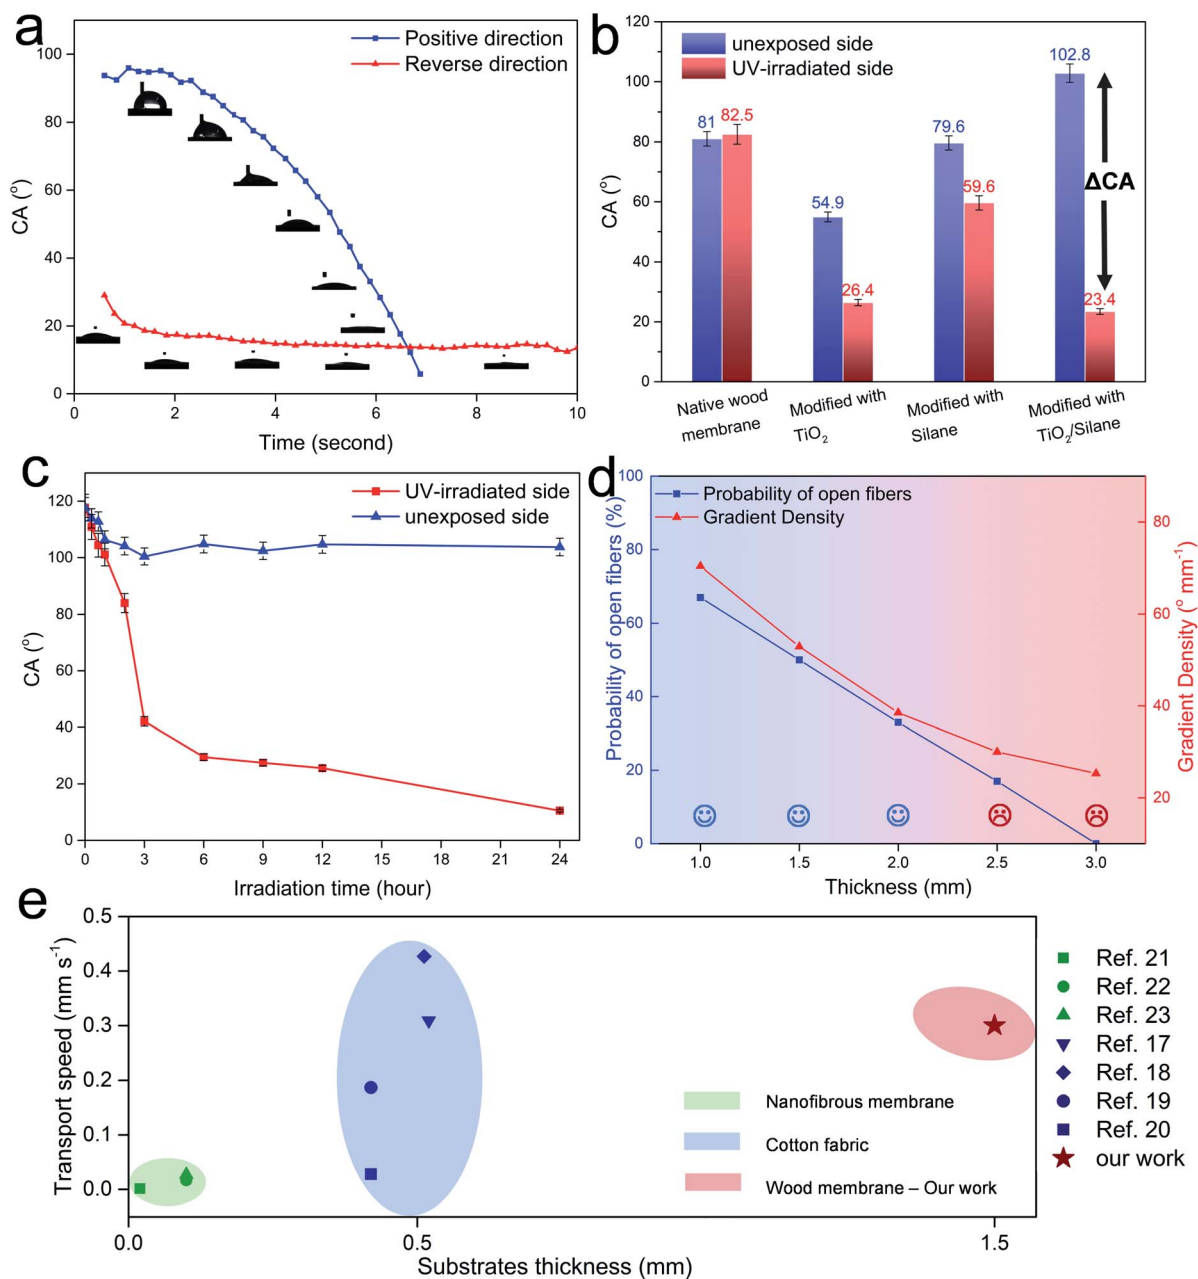 a
CA (°)
100
80
60
40
20
0
0 2 4 6 8 10
Time (second)
Positive direction
Reverse direction
b
CA (°)
120
100
80
60
40
20
0
unexposed side
UV-irradiated side
81
82.5
54.9
26.4
79.6
59.6
102.8
23.4
ΔCA
Native wood
membrane
Modified with
TiO₂
Modified with
Silane
Modified with
TiO₂/Silane
c
CA (°)
120
100
80
60
40
20
0
0 3 6 9 12 15 18 21 24
Irradiation time (hour)
UV-irradiated side
unexposed side
d
Probability of open fibers (%)
100
80
60
40
20
0
Probability of open fibers
Gradient Density
80
60
40
20
Gradient Density (° mm⁻¹)
1.0 1.5 2.0 2.5 3.0
Thickness (mm)
e
Transport speed (mm s⁻¹)
0.5
0.4
0.3
0.2
0.1
0.0
0.0 0.5 1.5
Substrates thickness (mm)
Nanofibrous membrane
Cotton fabric
Wood membrane – Our work
Ref. 21
Ref. 22
Ref. 23
Ref. 17
Ref. 18
Ref. 19
Ref. 20
our work